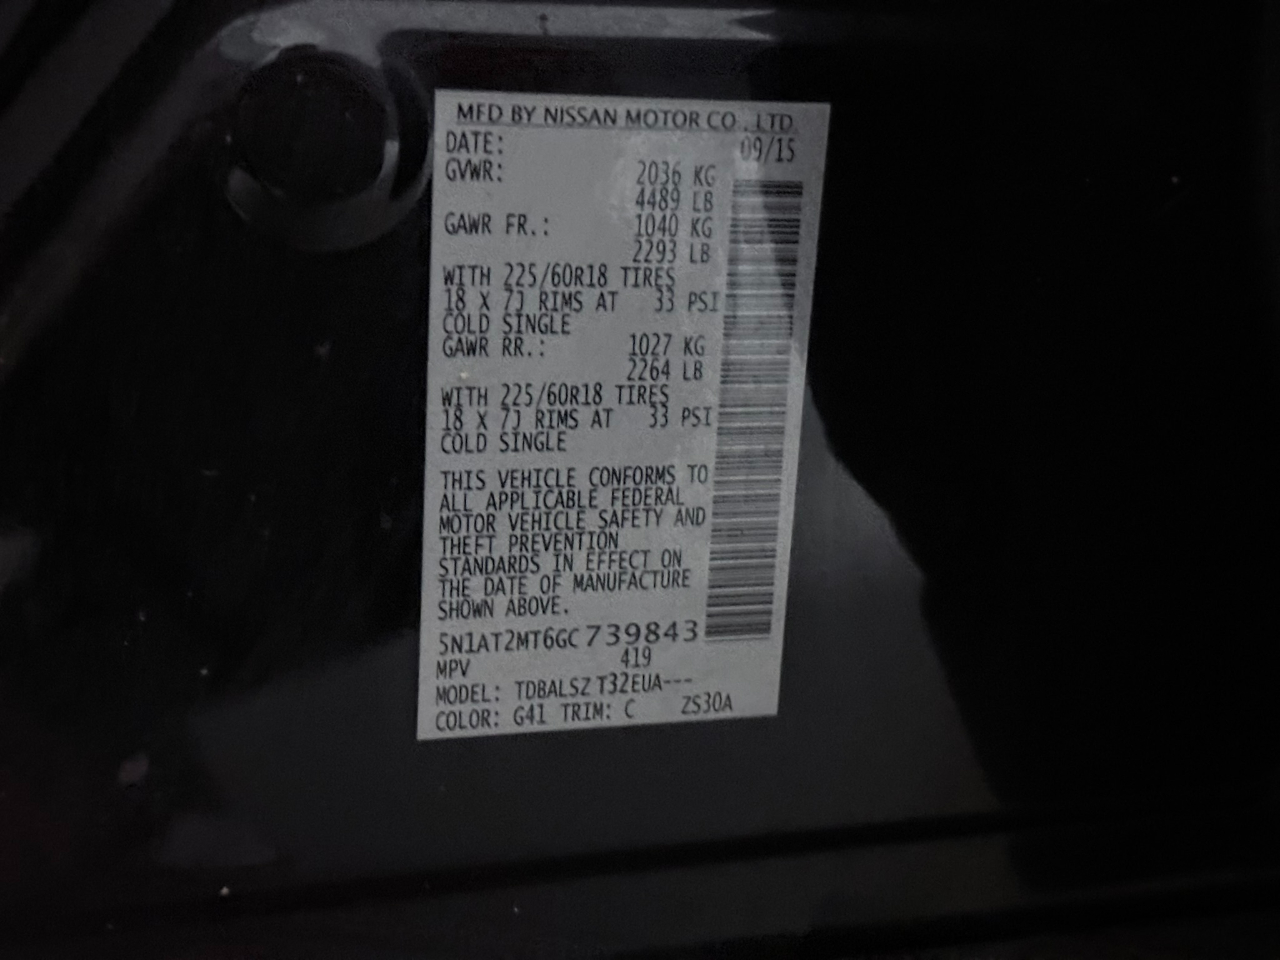 MFD BY NISSAN MOTOR CO., LTD.
DATE: 09/15
GVWR: 2036 KG
4489 LB
GAWR FR.: 1040 KG
2293 LB
WITH 225/60R18 TIRES
18 X 7J RIMS AT 33 PSI
COLD SINGLE
GAWR RR.: 1027 KG
2264 LB
WITH 225/60R18 TIRES
18 X 7J RIMS AT 33 PSI
COLD SINGLE
THIS VEHICLE CONFORMS TO
ALL APPLICABLE FEDERAL
MOTOR VEHICLE SAFETY AND
THEFT PREVENTION
STANDARDS IN EFFECT ON
THE DATE OF MANUFACTURE
SHOWN ABOVE.
5N1AT2MT6GC739843
MPV 419
MODEL: TDBALSZ T32EUA---
COLOR: G41 TRIM: C ZS30A